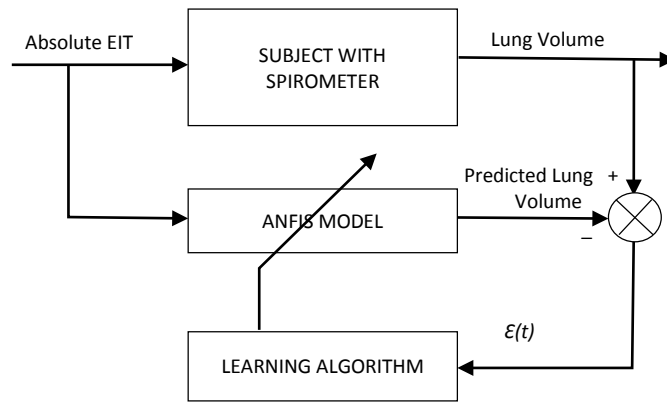 Absolute EIT
SUBJECT WITH
SPIROMETER
Lung Volume
Predicted Lung
Volume
+
−
ANFIS MODEL
LEARNING ALGORITHM
ε(t)